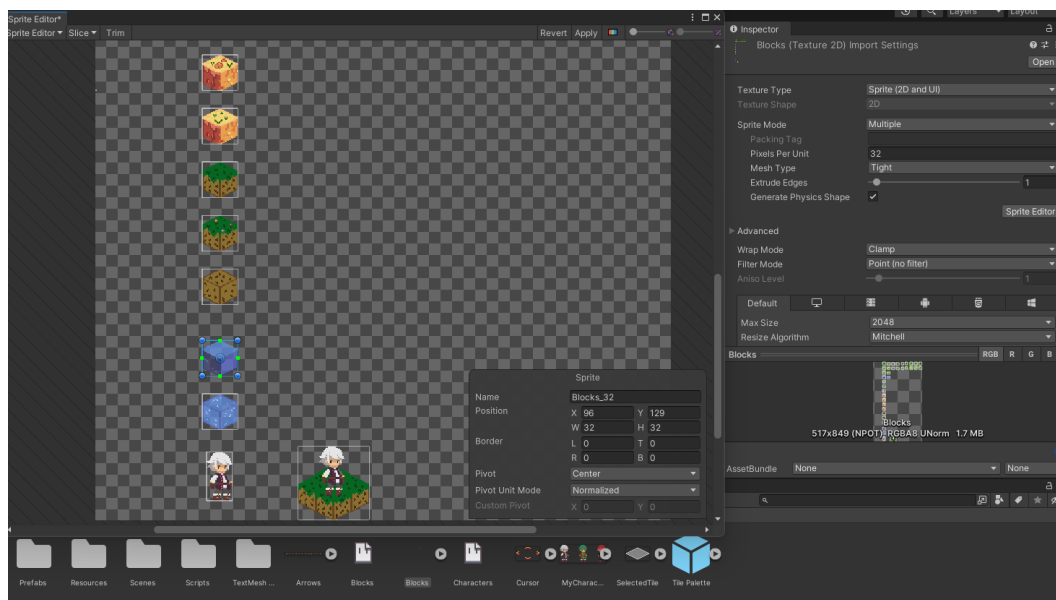 Layers Layout
Sprite Editor*
Sprite Editor Slice Trim Revert Apply
Inspector
Blocks (Texture 2D) Import Settings
Open
Texture Type Sprite (2D and UI)
Texture Shape 2D
Sprite Mode Multiple
Packing Tag
Pixels Per Unit 32
Mesh Type Tight
Extrude Edges 1
Generate Physics Shape
Sprite Editor
Advanced
Wrap Mode Clamp
Filter Mode Point (no filter)
Aniso Level 1
Default
Max Size 2048
Resize Algorithm Mitchell
Blocks RGB R G B
Blocks
517x849 (NPOT) RGBA8 UNorm 1.7 MB
AssetBundle None None
Sprite
Name Blocks_32
Position X 96 Y 129
W 32 H 32
Border L 0 T 0
R 0 B 0
Pivot Center
Pivot Unit Mode Normalized
Custom Pivot X 0 Y 0
Prefabs Resources Scenes Scripts TextMesh ... Arrows Blocks Blocks Characters Cursor MyCharac... SelectedTile Tile Palette